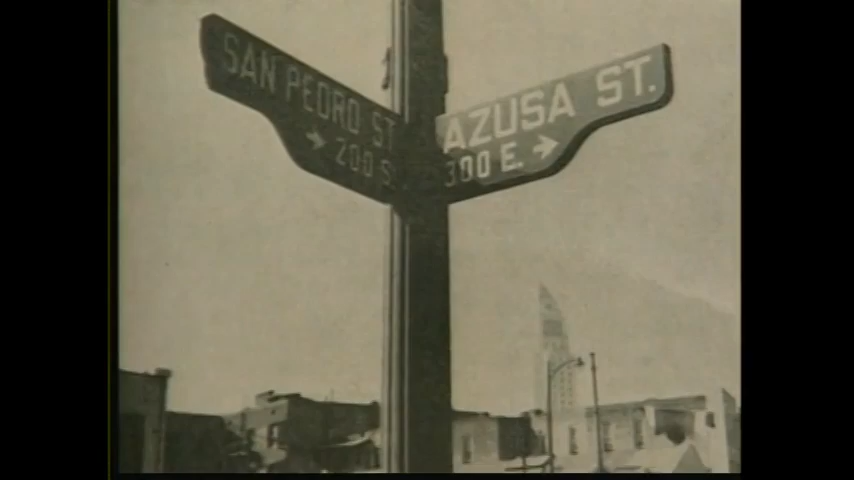 SAN PEDRO ST
→ 200 S.
AZUSA ST.
300 E. →